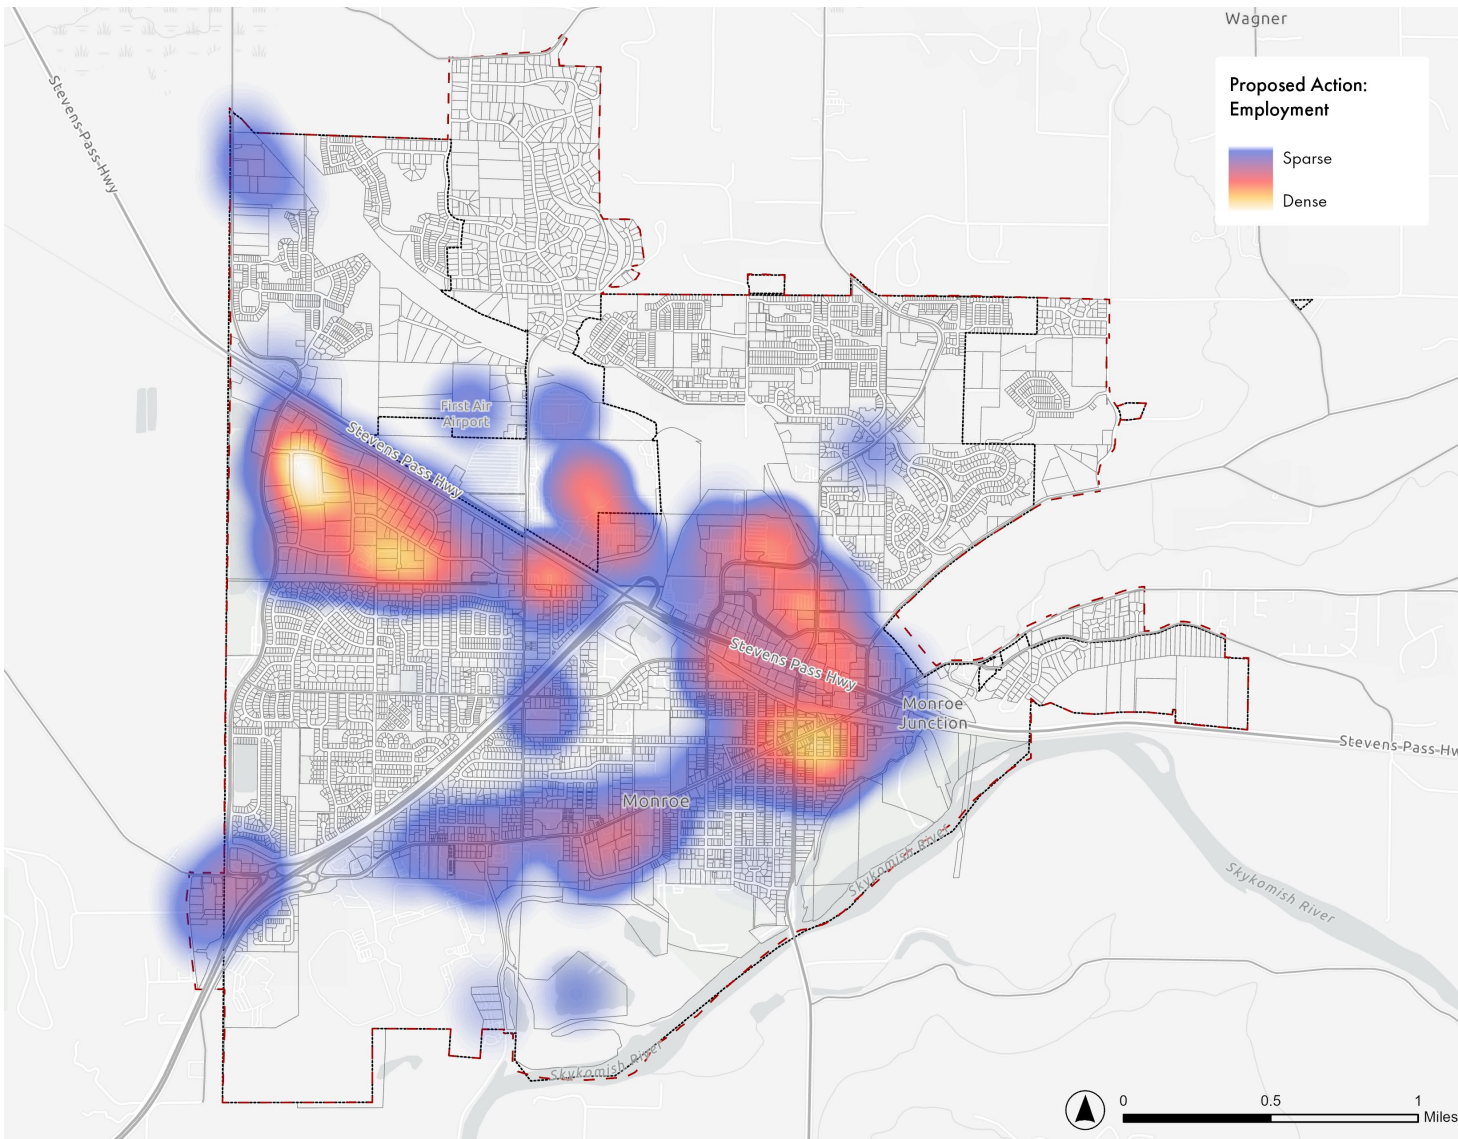 Wagner
Proposed Action:
Employment
Sparse
Dense
Stevens-Pass-Hwy
First Air
Airport
Stevens Pass Hwy
Stevens Pass Hwy
Monroe
Junction
Stevens-Pass-Hw
Monroe
Skykomish River
Skykomish River
Skykomish River
0
0.5
1
Miles